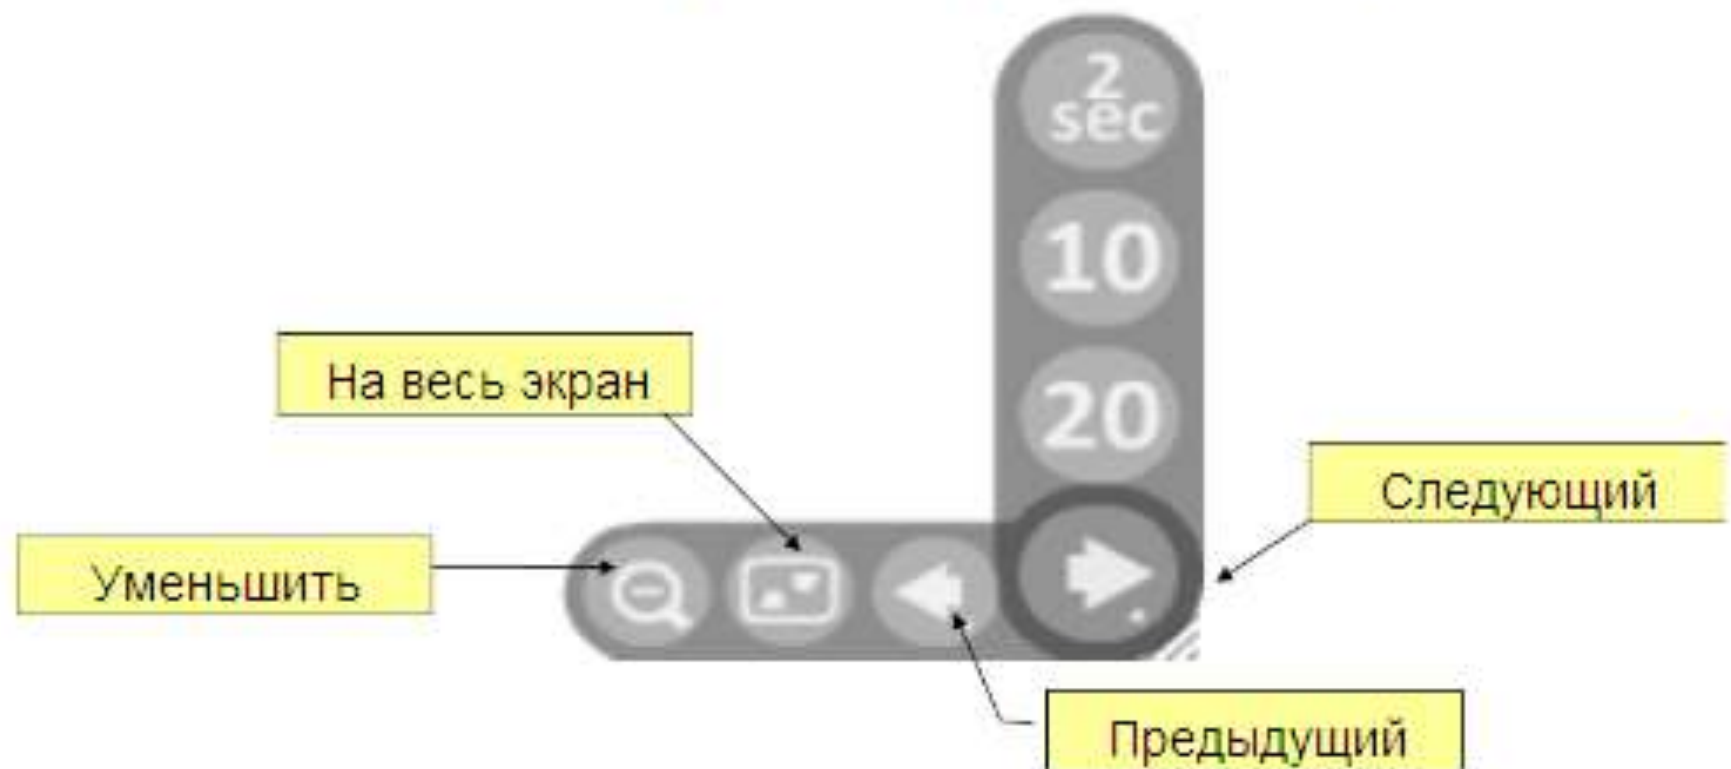 2
sec
10
20
На весь экран
Следующий
Уменьшить
Предыдущий